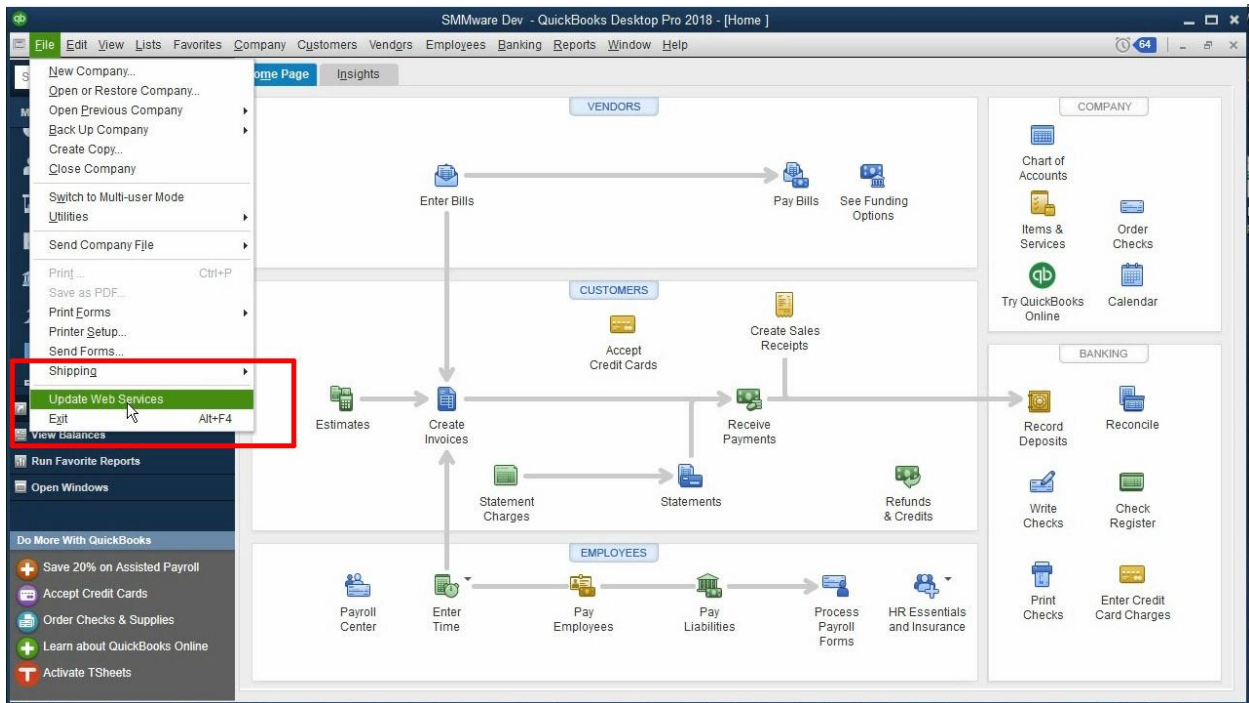 qb
SMMware Dev - QuickBooks Desktop Pro 2018 - [Home ]
File Edit View Lists Favorites Company Customers Vendors Employees Banking Reports Window Help
64
New Company...
Open or Restore Company...
Open Previous Company
Back Up Company
Create Copy...
Close Company
Switch to Multi-user Mode
Utilities
Send Company File
Print ... Ctrl+P
Save as PDF...
Print Forms
Printer Setup...
Send Forms...
Shipping
Update Web Services
Exit Alt+F4
View Balances
Run Favorite Reports
Open Windows
Do More With QuickBooks
Save 20% on Assisted Payroll
Accept Credit Cards
Order Checks & Supplies
Learn about QuickBooks Online
Activate TSheets
ome Page
Insights
VENDORS
Enter Bills
Pay Bills
See Funding
Options
CUSTOMERS
Accept
Credit Cards
Create Sales
Receipts
Estimates
Create
Invoices
Receive
Payments
Statement
Charges
Statements
Refunds
& Credits
EMPLOYEES
Payroll
Center
Enter
Time
Pay
Employees
Pay
Liabilities
Process
Payroll
Forms
HR Essentials
and Insurance
COMPANY
Chart of
Accounts
Items &
Services
Order
Checks
qb
Try QuickBooks
Online
Calendar
BANKING
Record
Deposits
Reconcile
Write
Checks
Check
Register
Print
Checks
Enter Credit
Card Charges